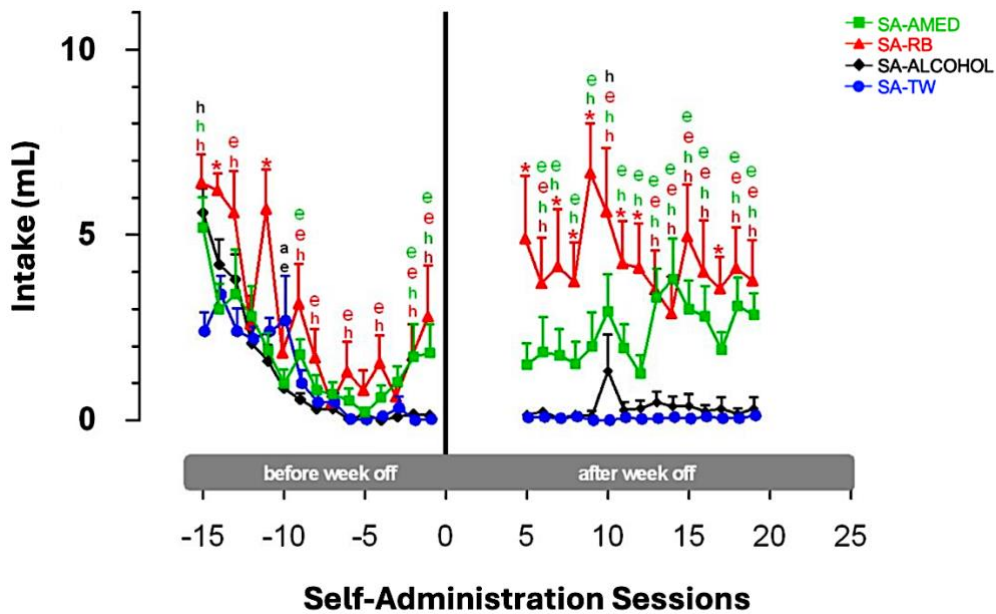 SA-AMED
SA-RB
SA-ALCOHOL
SA-TW
Intake (mL)
10
5
0
h
h
h
*
e
h
*
a
e
e
e
h
e
h
e
h
e
h
e
e
h
e
e
h
*
e
e
h
e
h
*
e
h
*
e
h
*
h
e
h
h
e
h
*
e
h
*
e
e
h
e
e
h
e
e
h
h
e
e
h
h
*
e
e
h
e
e
h
before week off
after week off
-15 -10 -5 0 5 10 15 20 25
Self-Administration Sessions